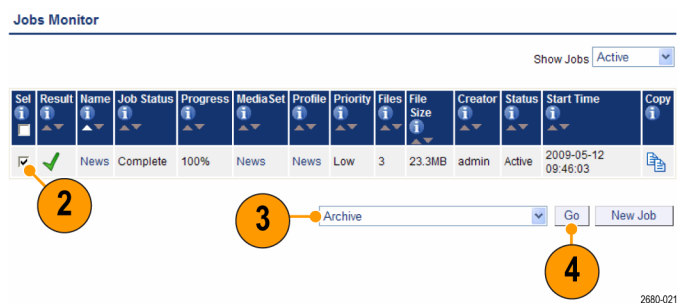 Jobs Monitor
Show Jobs Active
Sel Result Name Job Status Progress MediaSet Profile Priority Files File Size Creator Status Start Time Copy
News Complete 100% News News Low 3 23.3MB admin Active 2009-05-12 09:46:03
2 3 Archive Go New Job
4
2680-021